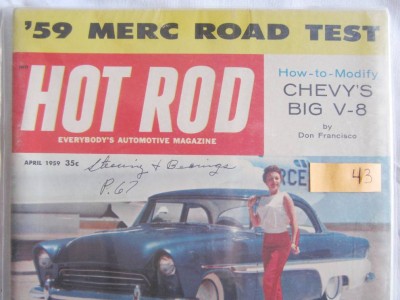 '59 MERC ROAD TEST
HOT ROD
EVERYBODY'S AUTOMOTIVE MAGAZINE
How-to-Modify
CHEVY'S
BIG V-8
by
Don Francisco
APRIL 1959 35c
Steering & Bearings
P. 67
43
RCE